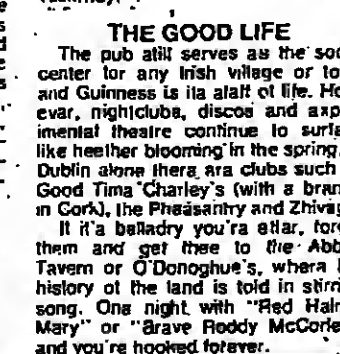 THE GOOD LIFE
The pub still serves as the soc
center for any Irish village or to
and Guinness is its staff of life. Ho
ever, nightclubs, discos and exp
imental theatre continue to surfa
like heether blooming in the spring.
Dublin alone there are clubs such
Good Time Charley's (with a bran
in Cork), the Pheasantry and Zhivag
It it's balladry you're after, for
them and get thee to the Abb
Tavern or O'Donoghue's, where
history of the land is told in stirri
song. One night with "Red Hair
Mary" or "Brave Roddy McCorle
and you're hooked forever.